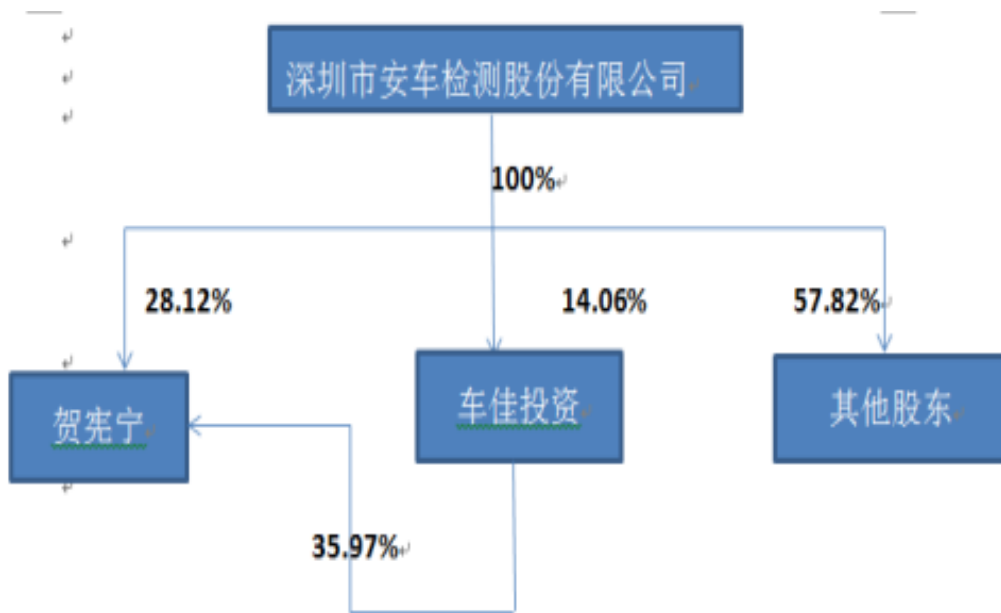 深圳市安车检测股份有限公司
100%
28.12%
14.06%
57.82%
贺宪宁
车佳投资
其他股东
35.97%